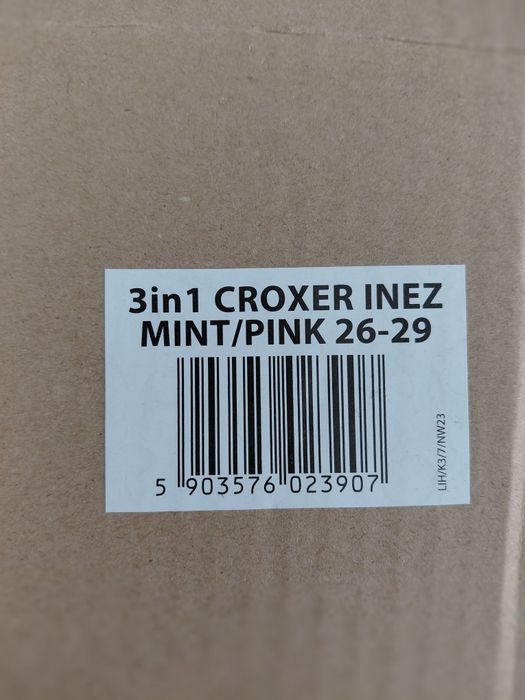 3in1 CROXER INEZ
MINT/PINK 26-29
5 903576 023907
LIH/K3/7/NW23